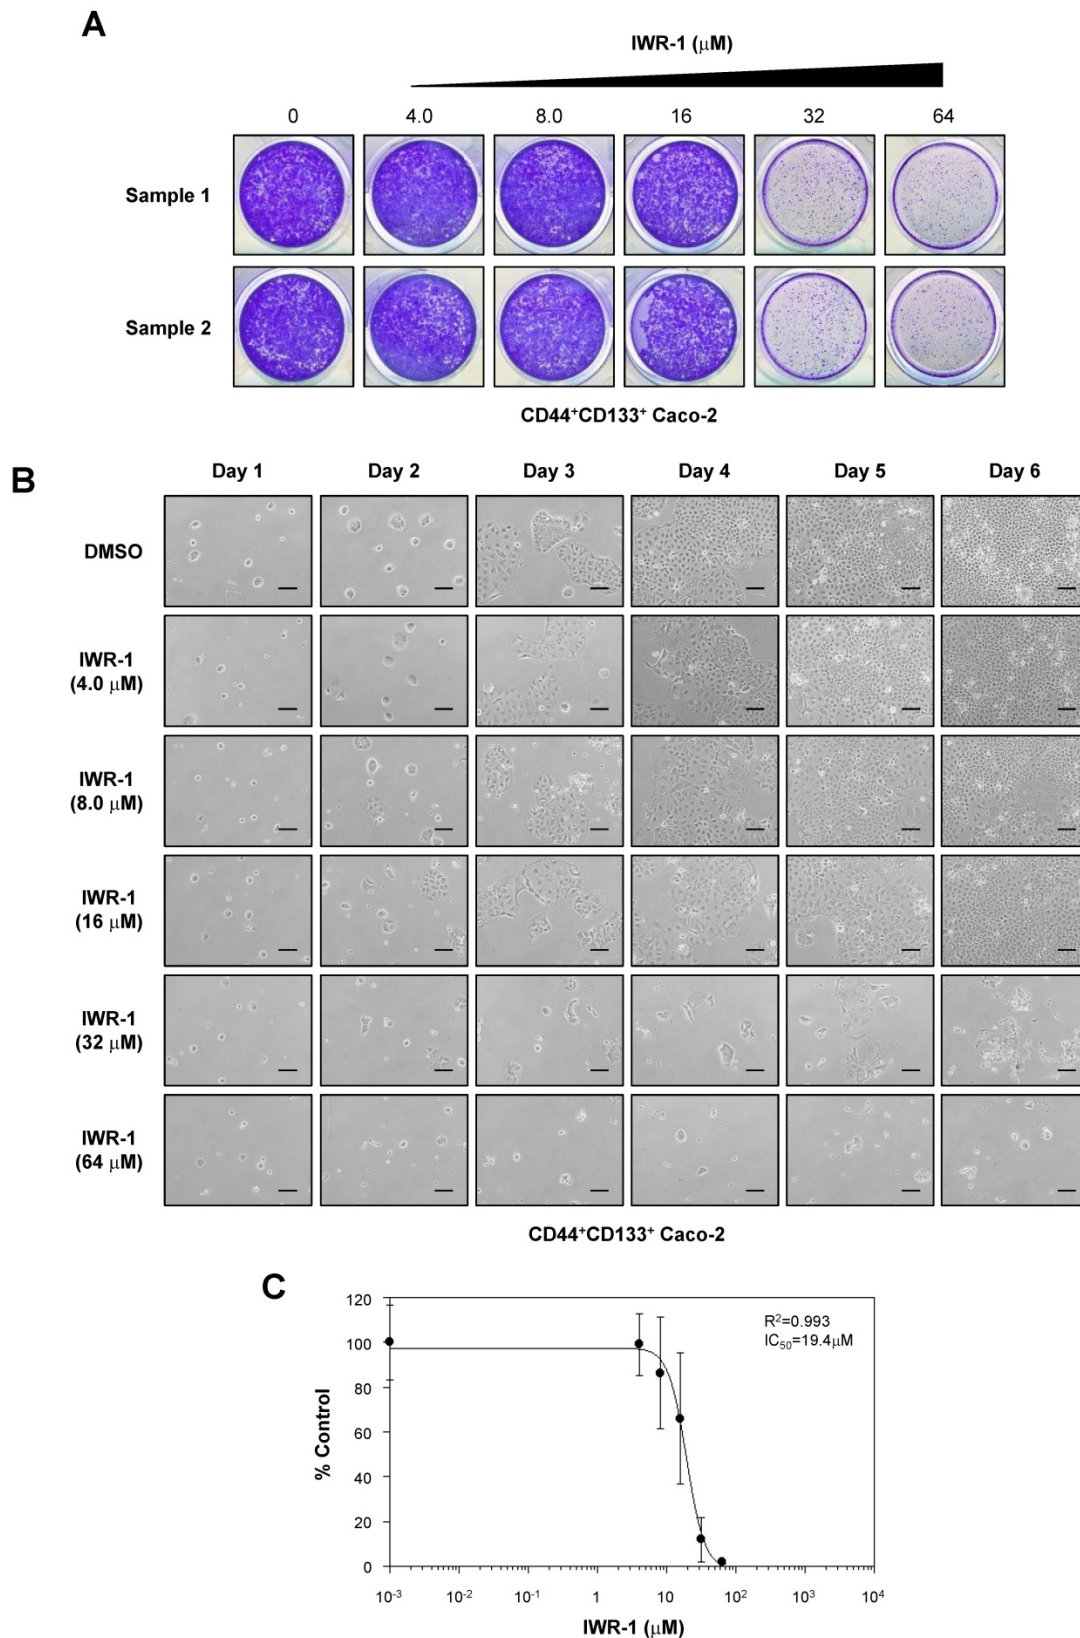 A
IWR-1 (μM)
0 4.0 8.0 16 32 64
Sample 1
Sample 2
CD44⁺CD133⁺ Caco-2
B
Day 1 Day 2 Day 3 Day 4 Day 5 Day 6
DMSO
IWR-1
(4.0 μM)
IWR-1
(8.0 μM)
IWR-1
(16 μM)
IWR-1
(32 μM)
IWR-1
(64 μM)
CD44⁺CD133⁺ Caco-2
C
% Control
120
100
80
60
40
20
0
R²=0.993
IC₅₀=19.4μM
10⁻³ 10⁻² 10⁻¹ 1 10 10² 10³ 10⁴
IWR-1 (μM)